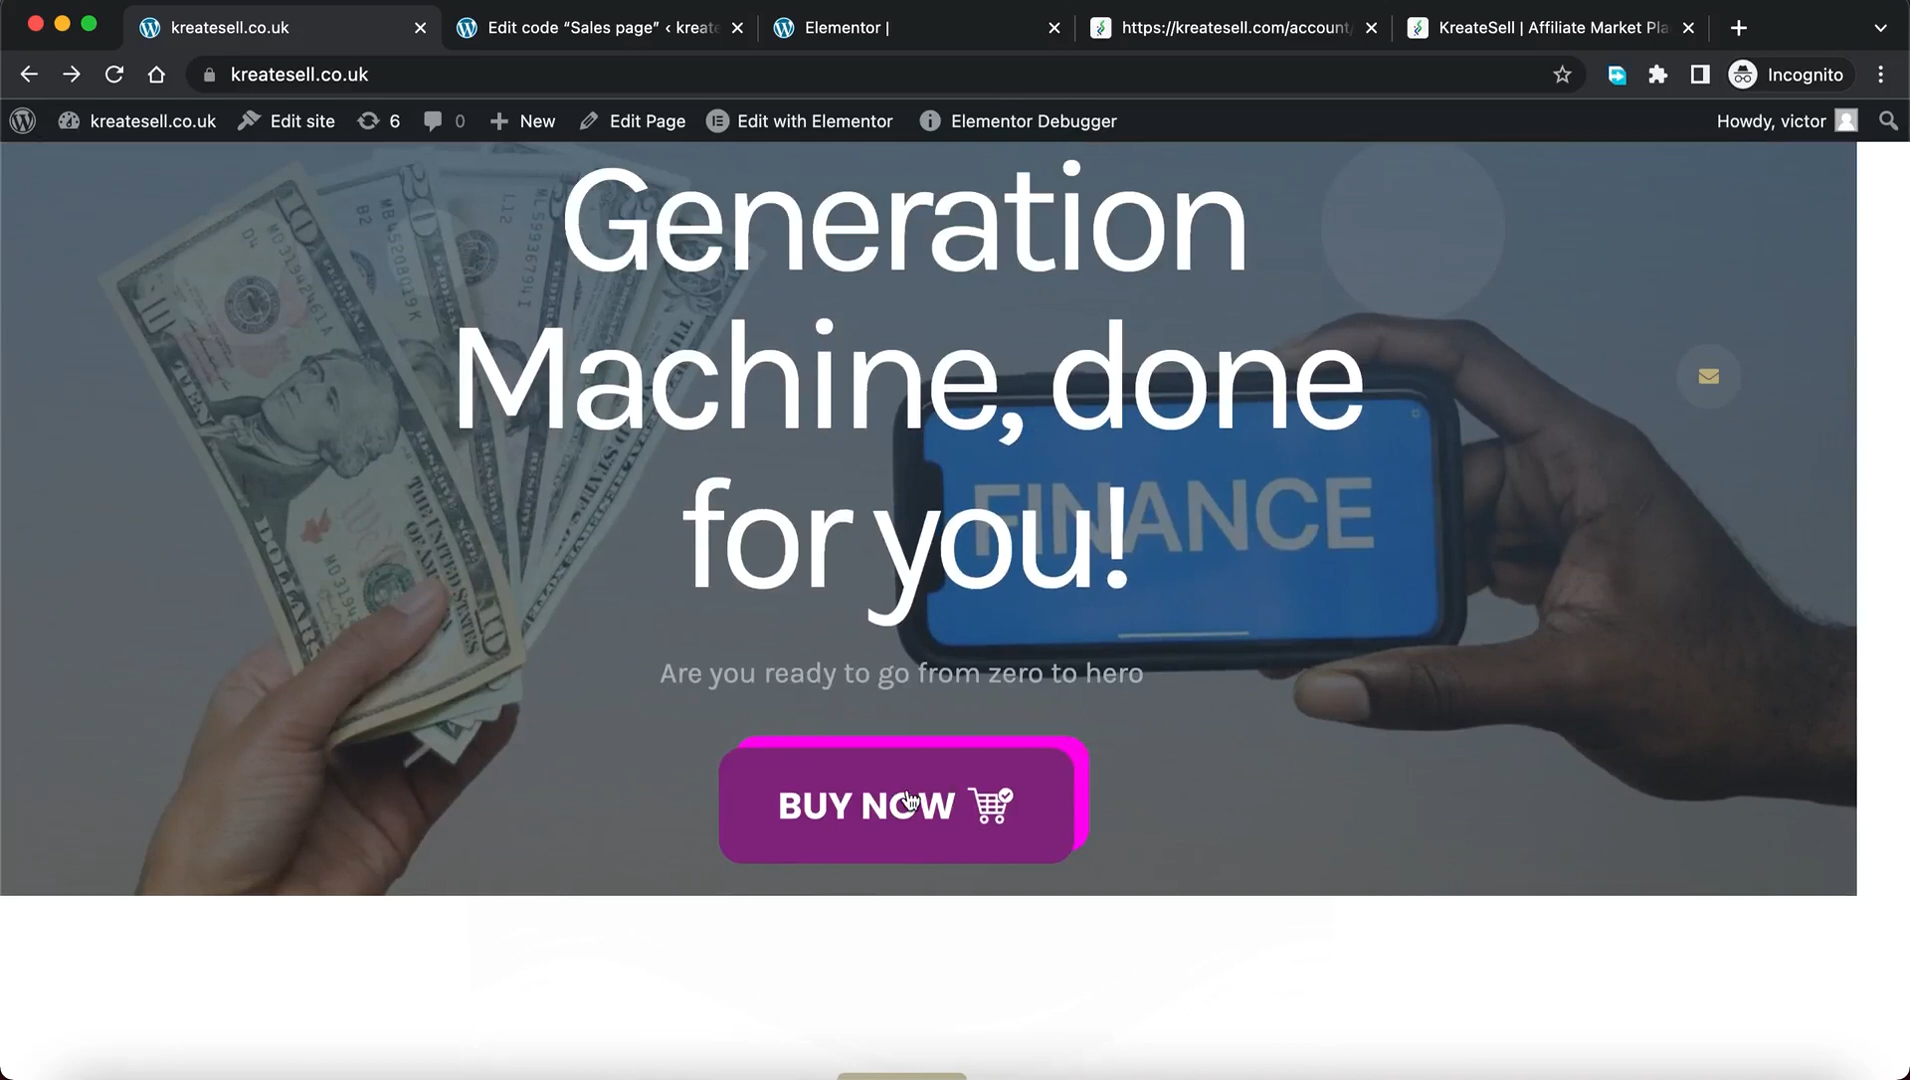 kreatesell.co.uk
Edit code “Sales page” ‹ kreate
Elementor |
https://kreatesell.com/account/
KreateSell | Affiliate Market Pla
kreatesell.co.uk
Incognito
kreatesell.co.uk
Edit site
6
0
New
Edit Page
Edit with Elementor
Elementor Debugger
Howdy, victor
Generation
Machine, done
for you!
FINANCE
Are you ready to go from zero to hero
BUY NOW